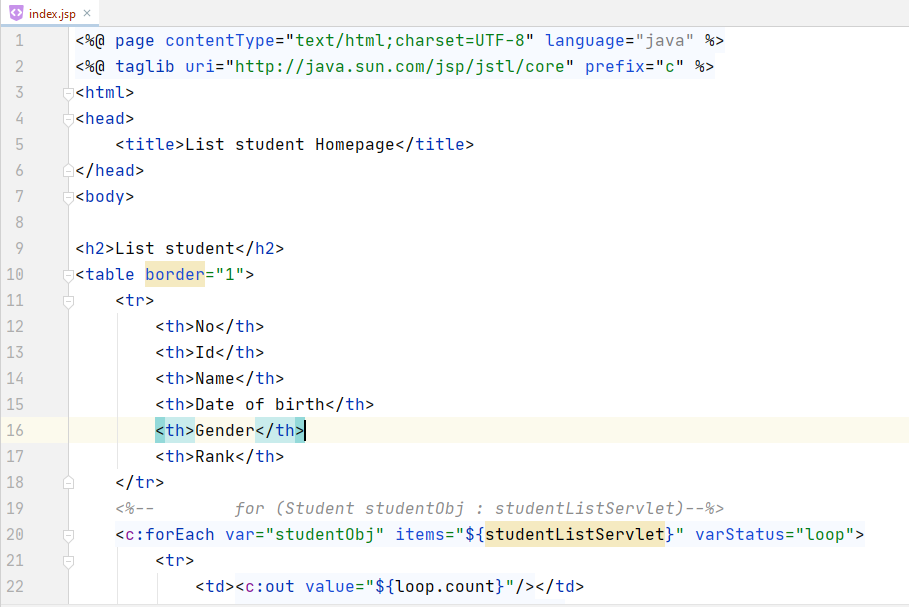 index.jsp
1 <%@ page contentType="text/html;charset=UTF-8" language="java" %>
2 <%@ taglib uri="http://java.sun.com/jsp/jstl/core" prefix="c" %>
3 <html>
4 <head>
5     <title>List student Homepage</title>
6 </head>
7 <body>
8
9 <h2>List student</h2>
10 <table border="1">
11     <tr>
12         <th>No</th>
13         <th>Id</th>
14         <th>Name</th>
15         <th>Date of birth</th>
16         <th>Gender</th>
17         <th>Rank</th>
18     </tr>
19     <%--        for (Student studentObj : studentListServlet)--%>
20     <c:forEach var="studentObj" items="${studentListServlet}" varStatus="loop">
21         <tr>
22             <td><c:out value="${loop.count}"/></td>